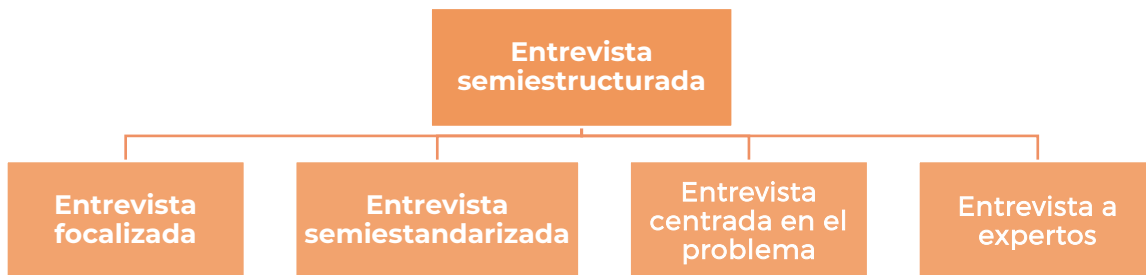 Entrevista
semiestructurada
Entrevista
focalizada
Entrevista
semiestandarizada
Entrevista
centrada en el
problema
Entrevista a
expertos